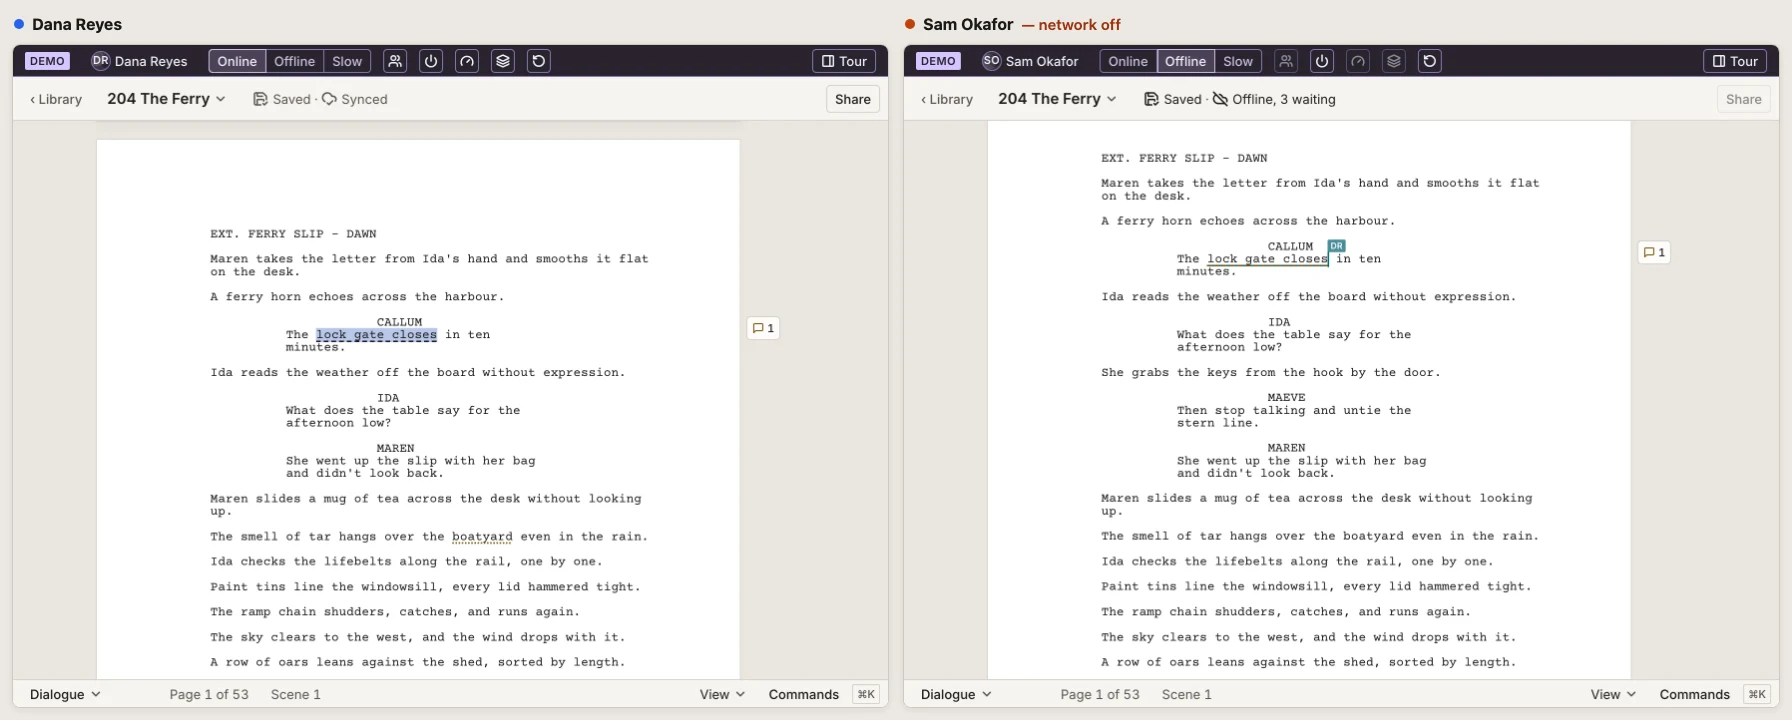 Dana Reyes
DEMO DR Dana Reyes Online Offline Slow Tour
‹ Library 204 The Ferry Saved · Synced Share
EXT. FERRY SLIP - DAWN
Maren takes the letter from Ida's hand and smooths it flat
on the desk.
A ferry horn echoes across the harbour.
CALLUM
The lock gate closes in ten
minutes.
1
Ida reads the weather off the board without expression.
IDA
What does the table say for the
afternoon low?
MAREN
She went up the slip with her bag
and didn't look back.
Maren slides a mug of tea across the desk without looking
up.
The smell of tar hangs over the boatyard even in the rain.
Ida checks the lifebelts along the rail, one by one.
Paint tins line the windowsill, every lid hammered tight.
The ramp chain shudders, catches, and runs again.
The sky clears to the west, and the wind drops with it.
A row of oars leans against the shed, sorted by length.
Dialogue Page 1 of 53 Scene 1 View Commands ⌘K
Sam Okafor — network off
DEMO SO Sam Okafor Online Offline Slow Tour
‹ Library 204 The Ferry Saved · Offline, 3 waiting Share
EXT. FERRY SLIP - DAWN
Maren takes the letter from Ida's hand and smooths it flat
on the desk.
A ferry horn echoes across the harbour.
CALLUM DR
The lock gate closes in ten
minutes.
1
Ida reads the weather off the board without expression.
IDA
What does the table say for the
afternoon low?
She grabs the keys from the hook by the door.
MAEVE
Then stop talking and untie the
stern line.
MAREN
She went up the slip with her bag
and didn't look back.
Maren slides a mug of tea across the desk without looking
up.
The smell of tar hangs over the boatyard even in the rain.
Ida checks the lifebelts along the rail, one by one.
Paint tins line the windowsill, every lid hammered tight.
The ramp chain shudders, catches, and runs again.
The sky clears to the west, and the wind drops with it.
A row of oars leans against the shed, sorted by length.
Dialogue Page 1 of 53 Scene 1 View Commands ⌘K